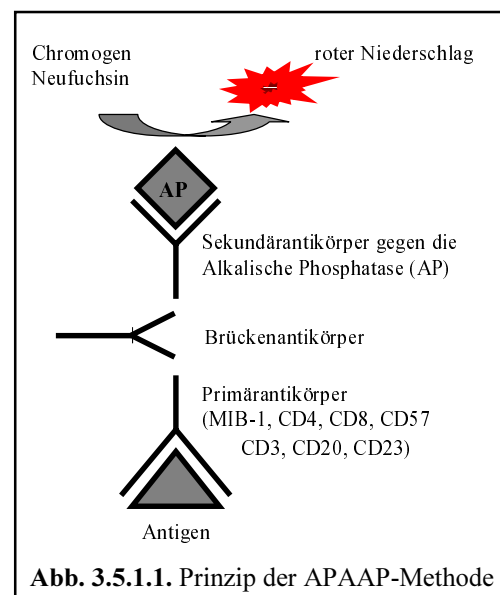 Chromogen
Neufuchsin
roter Niederschlag
AP
Sekundärantikörper gegen die
Alkalische Phosphatase (AP)
Brückenantikörper
Primärantikörper
(MIB-1, CD4, CD8, CD57
CD3, CD20, CD23)
Antigen
Abb. 3.5.1.1. Prinzip der APAAP-Methode